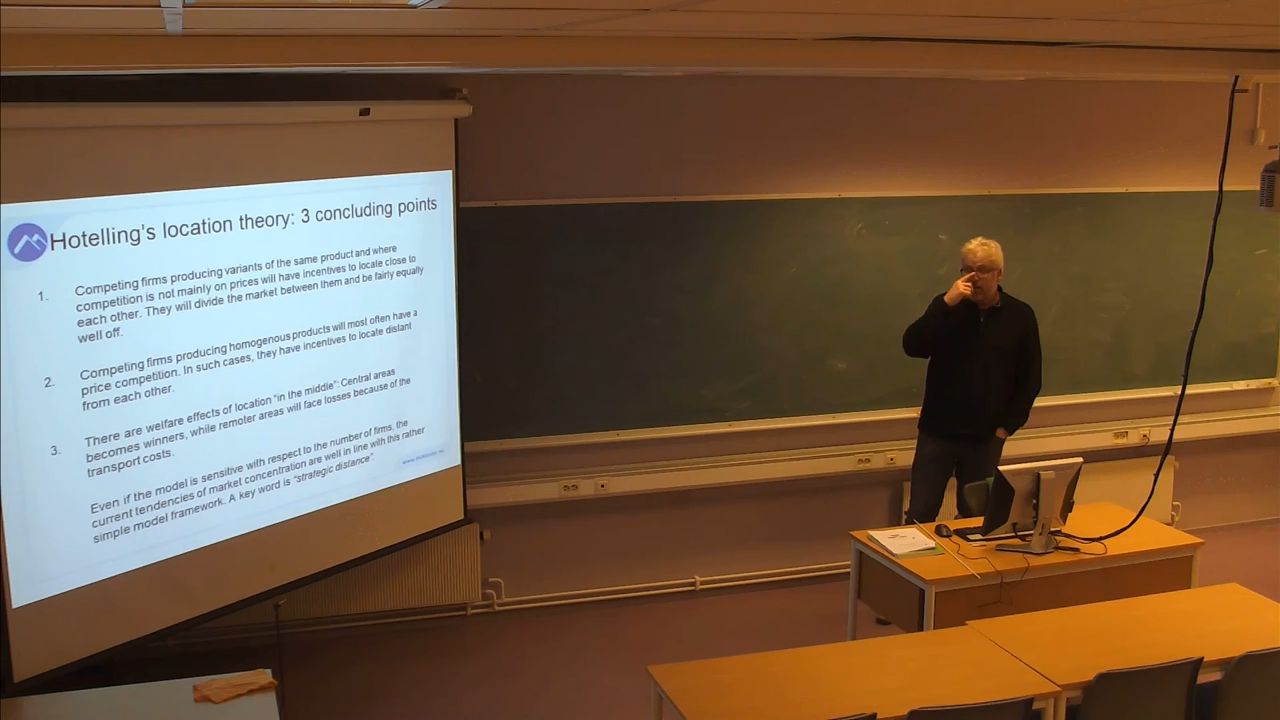 Hotelling's location theory: 3 concluding points
1. Competing firms producing variants of the same product and where
competition is not mainly on prices will have incentives to locate close to
each other. They will divide the market between them and be fairly equally
well off.
2. Competing firms producing homogenous products will most often have a
price competition. In such cases, they have incentives to locate distant
from each other.
3. There are welfare effects of location "in the middle": Central areas
becomes winners, while remoter areas will face losses because of the
transport costs.
Even if the model is sensitive with respect to the number of firms, the
current tendencies of market concentration are well in line with this rather
simple model framework. A key word is "strategic distance".